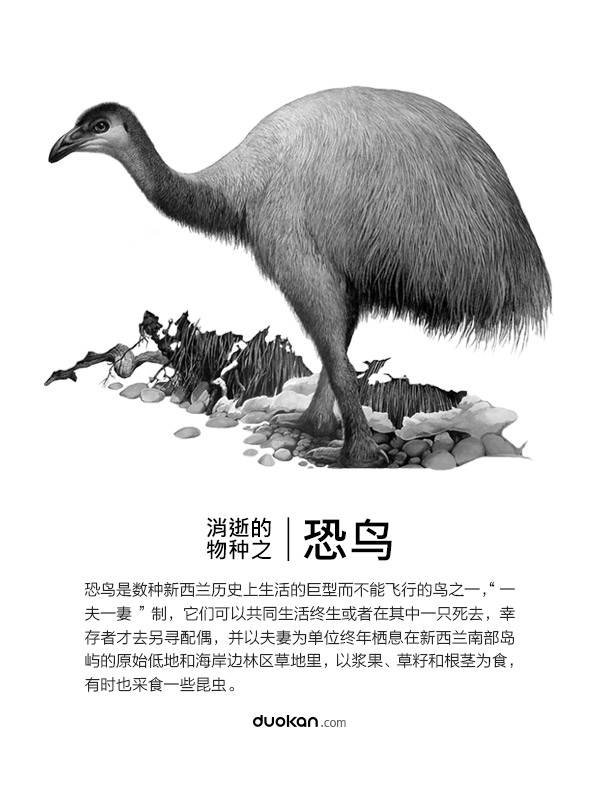 消逝的
物种之
恐鸟
恐鸟是数种新西兰历史上生活的巨型而不能飞行的鸟之一，“ 一
夫一妻 ” 制，它们可以共同生活终生或者在其中一只死去，幸
存者才去另寻配偶，并以夫妻为单位终年栖息在新西兰南部岛
屿的原始低地和海岸边林区草地里，以浆果、草籽和根茎为食，
有时也采食一些昆虫。
duokan.com